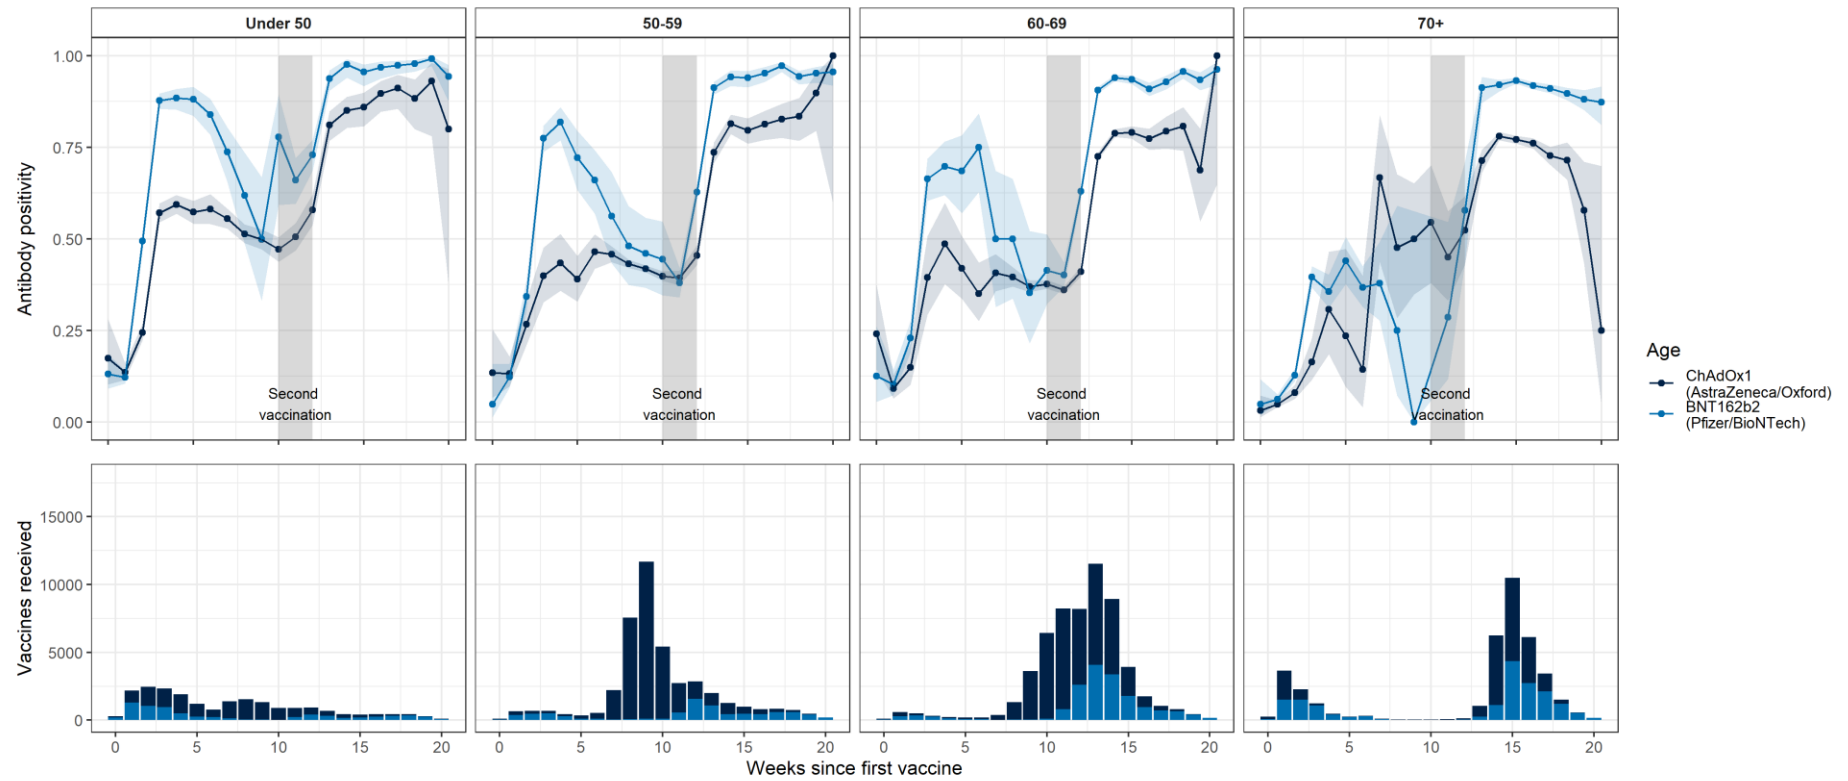 Under 50
50-59
60-69
70+
Antibody positivity
1.00
0.75
0.50
0.25
0.00
Second
vaccination
Second
vaccination
Second
vaccination
Second
vaccination
Age
ChAdOx1
(AstraZeneca/Oxford)
BNT162b2
(Pfizer/BioNTech)
Vaccines received
15000
10000
5000
0
0 5 10 15 20
0 5 10 15 20
0 5 10 15 20
0 5 10 15 20
Weeks since first vaccine